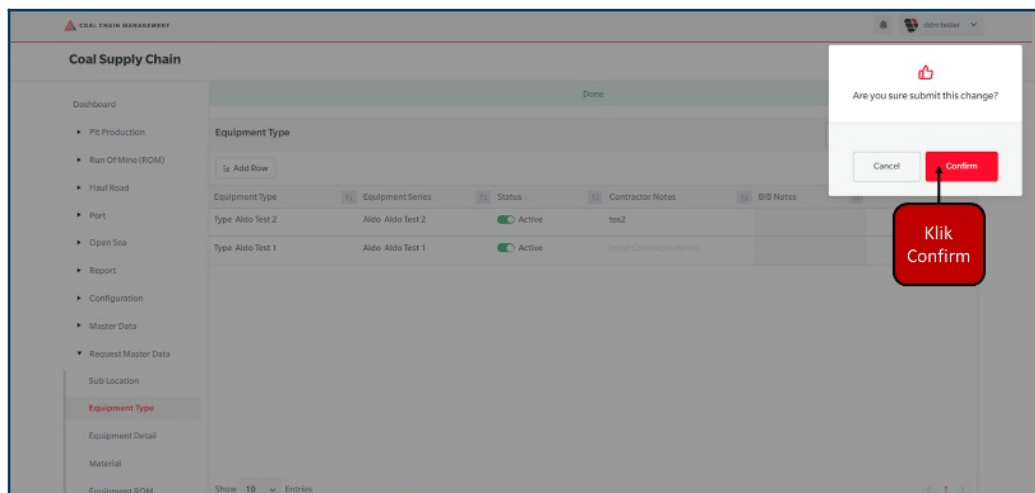 COAL CHAIN MANAGEMENT
ddm tester
Coal Supply Chain
Are you sure submit this change?
Cancel
Confirm
Klik
Confirm
Done
Dashboard
Pit Production
Run Of Mine (ROM)
Haul Road
Port
Open Sea
Report
Configuration
Master Data
Request Master Data
Sub Location
Equipment Type
Equipment Detail
Material
Equipment ROM
Equipment Type
Add Row
Equipment Type Equipment Series Status Contractor Notes BIB Notes
Type Aldo Test 2 Aldo Aldo Test 2 Active tes2
Type Aldo Test 1 Aldo Aldo Test 1 Active Input Contractor Notes
Show 10 Entries
1